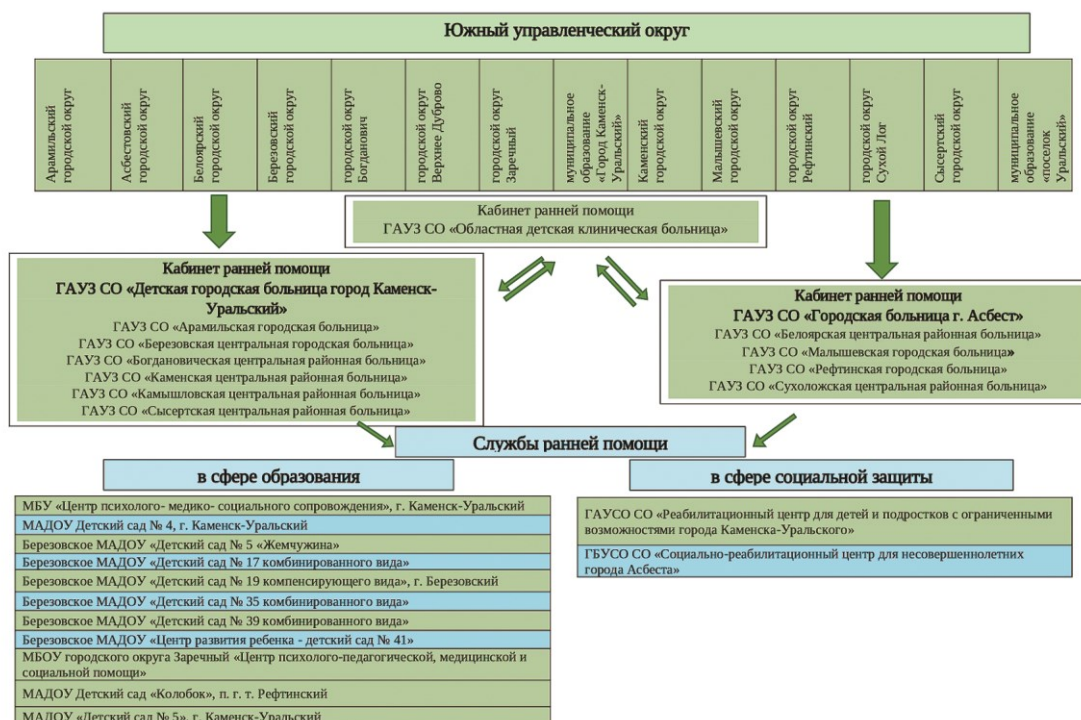 Южный управленческий округ
Арамильский
городской округ
Асбестовский
городской округ
Белоярский
городской округ
Березовский
городской округ
городской округ
Богданович
городской округ
Верхнее Дуброво
городской округ
Заречный
муниципальное
образование
«Город Каменск-
Уральский»
Каменский
городской округ
Малышевский
городской округ
городской округ
Рефтинский
городской округ
Сухой Лог
Сысертский
городской округ
муниципальное
образование
«поселок
Уральский»
Кабинет ранней помощи
ГАУЗ СО «Областная детская клиническая больница»
Кабинет ранней помощи
ГАУЗ СО «Детская городская больница город Каменск-
Уральский»
ГАУЗ СО «Арамильская городская больница»
ГАУЗ СО «Березовская центральная городская больница»
ГАУЗ СО «Богдановическая центральная районная больница»
ГАУЗ СО «Каменская центральная районная больница»
ГАУЗ СО «Камышловская центральная районная больница»
ГАУЗ СО «Сысертская центральная районная больница»
Кабинет ранней помощи
ГАУЗ СО «Городская больница г. Асбест»
ГАУЗ СО «Белоярская центральная районная больница»
ГАУЗ СО «Малышевская городская больница»
ГАУЗ СО «Рефтинская городская больница»
ГАУЗ СО «Сухоложская центральная районная больница»
Службы ранней помощи
в сфере образования
МБУ «Центр психолого- медико- социального сопровождения», г. Каменск-Уральский
МАДОУ Детский сад № 4, г. Каменск-Уральский
Березовское МАДОУ «Детский сад № 5 «Жемчужина»
Березовское МАДОУ «Детский сад № 17 комбинированного вида»
Березовское МАДОУ «Детский сад № 19 компенсирующего вида», г. Березовский
Березовское МАДОУ «Детский сад № 35 комбинированного вида»
Березовское МАДОУ «Детский сад № 39 комбинированного вида»
Березовское МАДОУ «Центр развития ребенка - детский сад № 41»
МБОУ городского округа Заречный «Центр психолого-педагогической, медицинской и
социальной помощи»
МАДОУ Детский сад «Колобок», п. г. т. Рефтинский
МАДОУ «Детский сад № 5», г. Каменск-Уральский
в сфере социальной защиты
ГАУСО СО «Реабилитационный центр для детей и подростков с ограниченными
возможностями города Каменска-Уральского»
ГБУСО СО «Социально-реабилитационный центр для несовершеннолетних
города Асбеста»